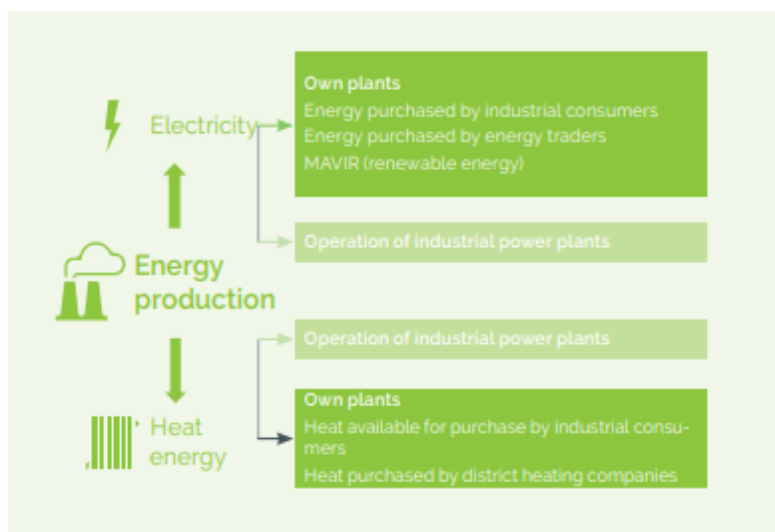 Own plants
Electricity
Energy purchased by industrial consumers
Energy purchased by energy traders
MAVIR (renewable energy)
Operation of industrial power plants
Energy
production
Operation of industrial power plants
Own plants
Heat
energy
Heat available for purchase by industrial consu-
mers
Heat purchased by district heating companies